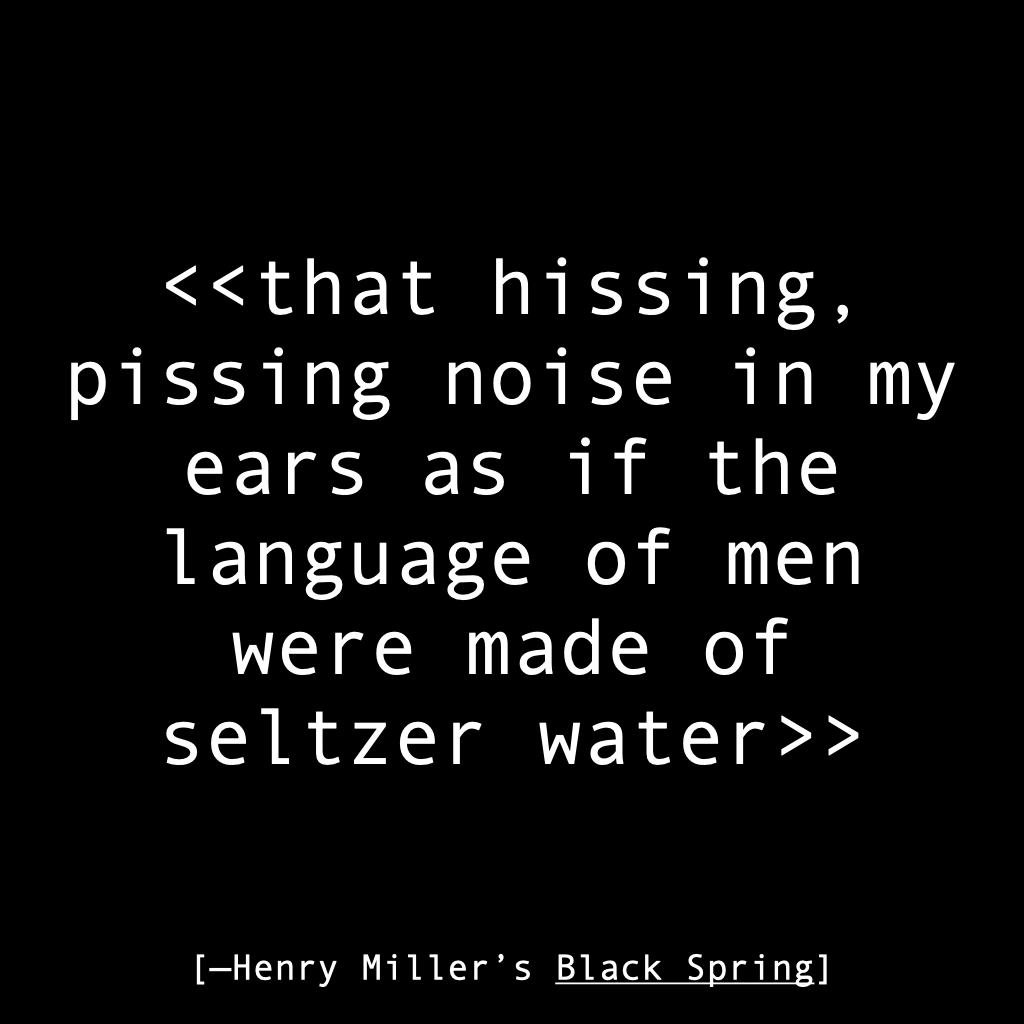 <<that hissing,
pissing noise in my
ears as if the
language of men
were made of
seltzer water>>
[—Henry Miller’s Black Spring]